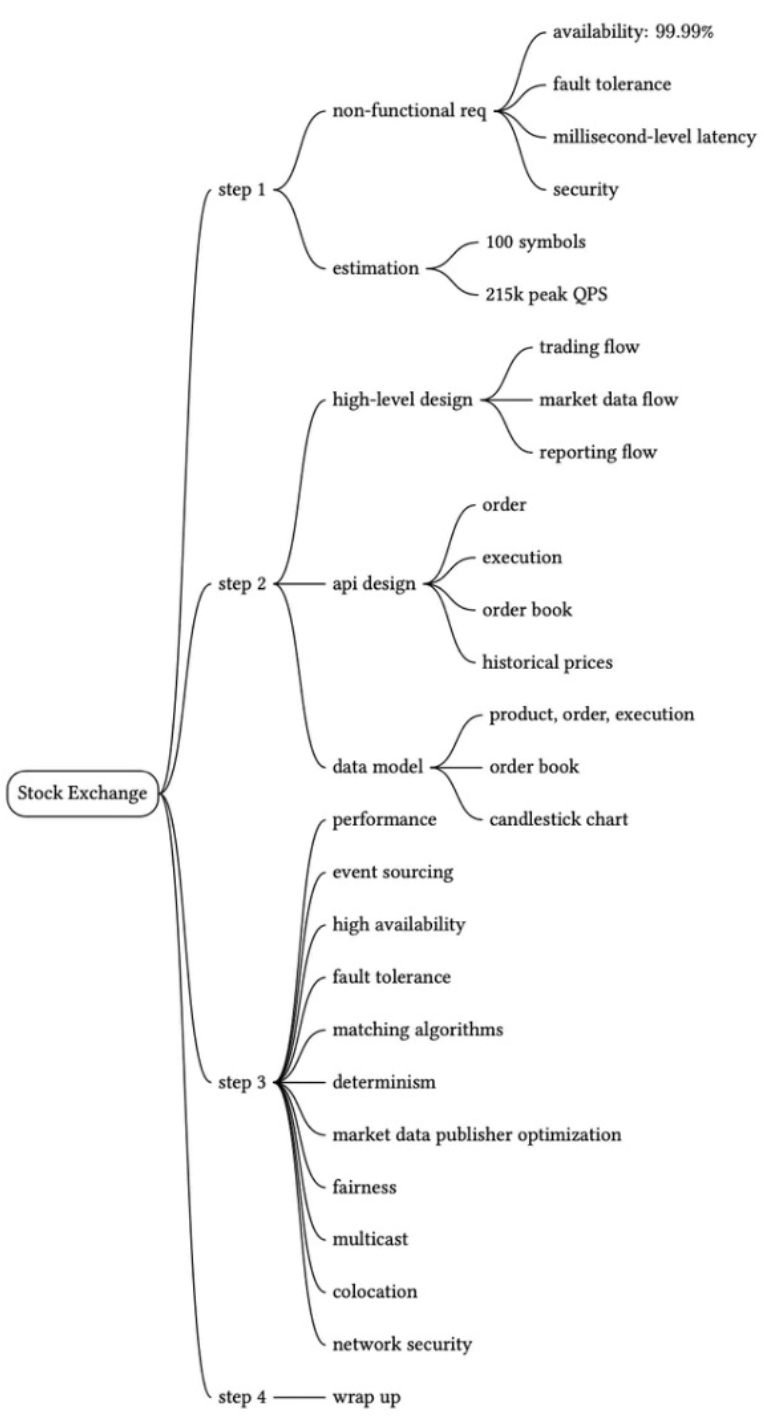 Stock Exchange
step 1
non-functional req
availability: 99.99%
fault tolerance
millisecond-level latency
security
estimation
100 symbols
215k peak QPS
step 2
high-level design
trading flow
market data flow
reporting flow
api design
order
execution
order book
historical prices
data model
product, order, execution
order book
candlestick chart
step 3
performance
event sourcing
high availability
fault tolerance
matching algorithms
determinism
market data publisher optimization
fairness
multicast
colocation
network security
step 4
wrap up